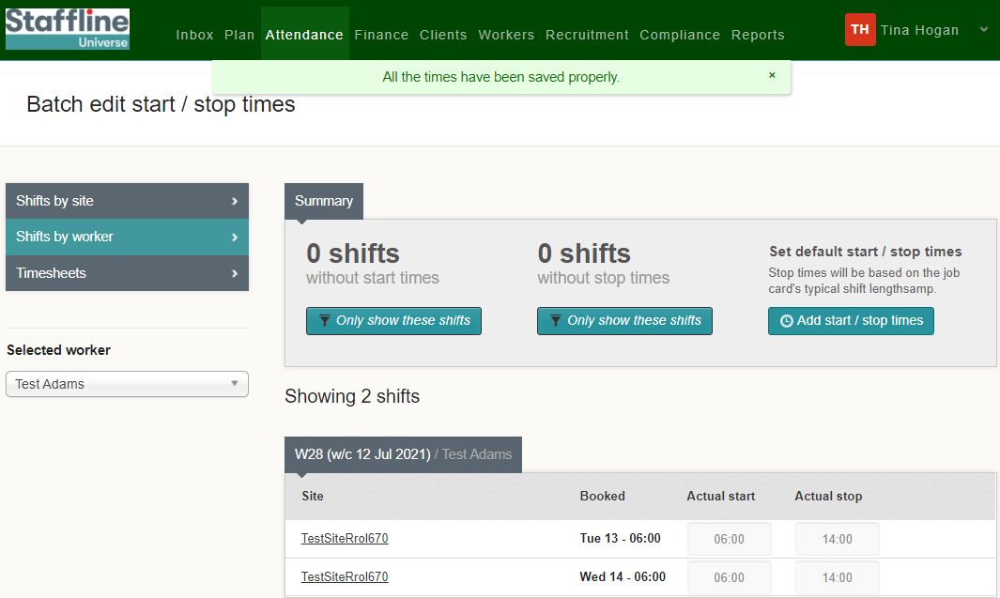 Staffline
Universe
Inbox Plan Attendance Finance Clients Workers Recruitment Compliance Reports
TH Tina Hogan
All the times have been saved properly. ×
Batch edit start / stop times
Shifts by site
Shifts by worker
Timesheets
Selected worker
Test Adams
Summary
0 shifts
without start times
Only show these shifts
0 shifts
without stop times
Only show these shifts
Set default start / stop times
Stop times will be based on the job
card's typical shift lengthsamp.
Add start / stop times
Showing 2 shifts
W28 (w/c 12 Jul 2021) / Test Adams
Site Booked Actual start Actual stop
TestSiteRrol670 Tue 13 - 06:00 06:00 14:00
TestSiteRrol670 Wed 14 - 06:00 06:00 14:00